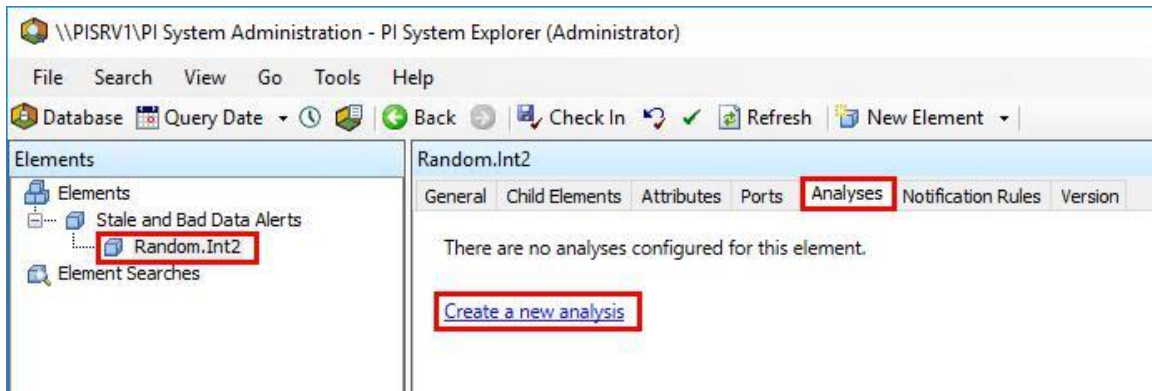 \\PISRV1\PI System Administration - PI System Explorer (Administrator)
File Search View Go Tools Help
Database Query Date Back Check In Refresh New Element
Elements
Elements
Stale and Bad Data Alerts
Random.Int2
Element Searches
Random.Int2
General Child Elements Attributes Ports Analyses Notification Rules Version
There are no analyses configured for this element.
Create a new analysis